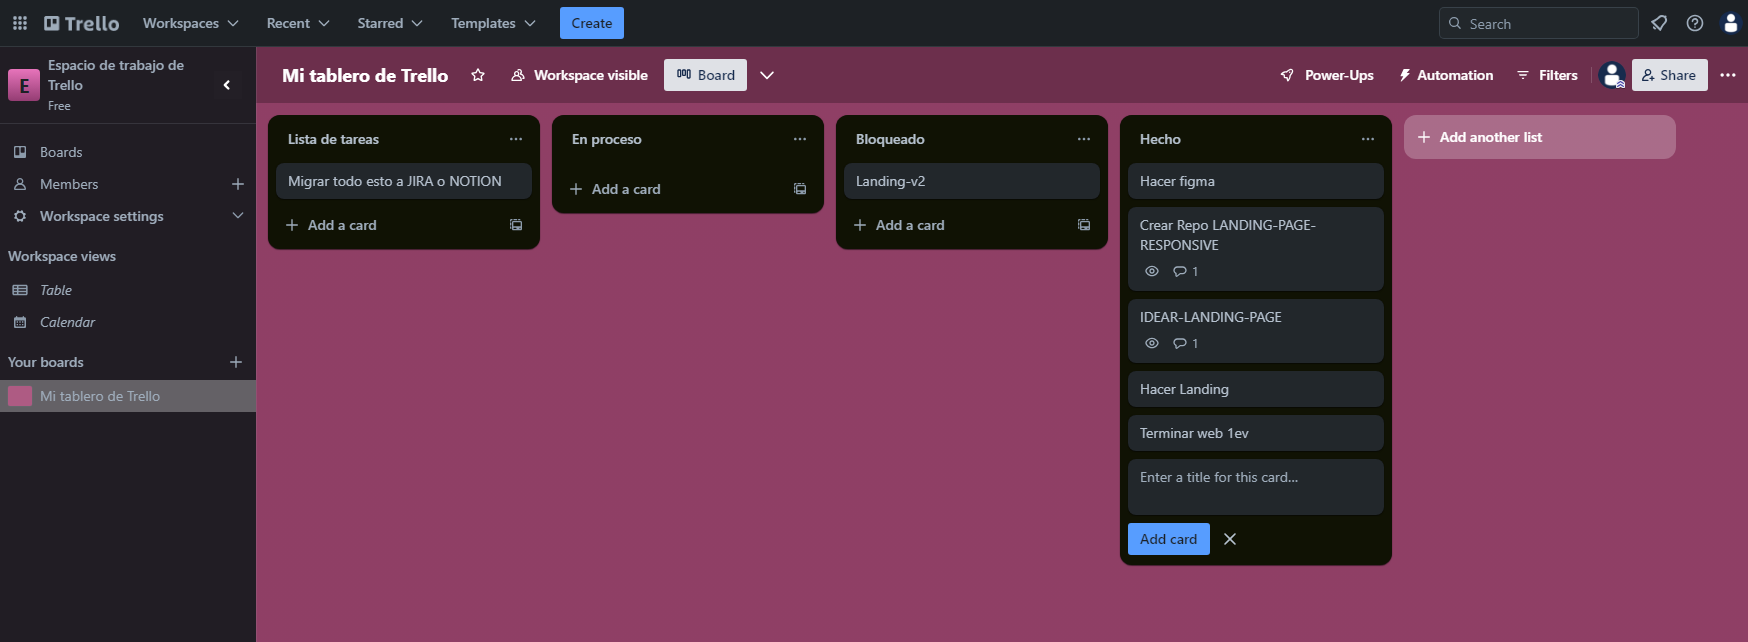 Trello
Workspaces
Recent
Starred
Templates
Create
Search
E
Espacio de trabajo de
Trello
Free
Boards
Members
Workspace settings
Workspace views
Table
Calendar
Your boards
Mi tablero de Trello
Mi tablero de Trello
Workspace visible
Board
Power-Ups
Automation
Filters
Share
Lista de tareas
Migrar todo esto a JIRA o NOTION
Add a card
En proceso
Add a card
Bloqueado
Landing-v2
Add a card
Hecho
Hacer figma
Crear Repo LANDING-PAGE-
RESPONSIVE
1
IDEAR-LANDING-PAGE
1
Hacer Landing
Terminar web 1ev
Enter a title for this card...
Add card
Add another list